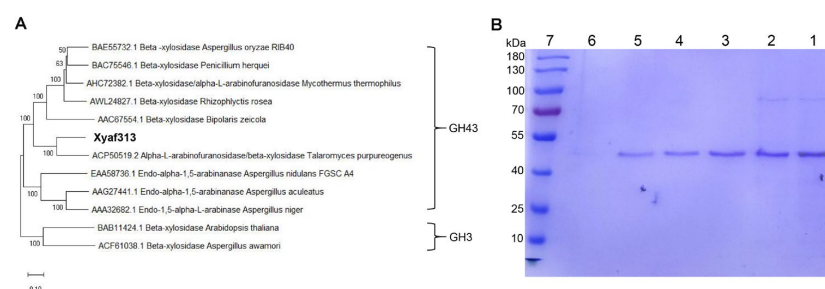 A
50 BAE55732.1 Beta -xylosidase Aspergillus oryzae RIB40
63 BAC75546.1 Beta-xylosidase Penicillium herquei
100 AHC72382.1 Beta-xylosidase/alpha-L-arabinofuranosidase Mycothermus thermophilus
100 AWL24827.1 Beta-xylosidase Rhizophlyctis rosea
100 AAC67554.1 Beta-xylosidase Bipolaris zeicola
Xyaf313
100 ACP50519.2 Alpha-L-arabinofuranosidase/beta-xylosidase Talaromyces purpureogenus
EAA58736.1 Endo-alpha-1,5-arabinanase Aspergillus nidulans FGSC A4
100 AAG27441.1 Endo-alpha-1,5-arabinanase Aspergillus aculeatus
100 AAA32682.1 Endo-1,5-alpha-L-arabinase Aspergillus niger
BAB11424.1 Beta-xylosidase Arabidopsis thaliana
100 ACF61038.1 Beta-xylosidase Aspergillus awamori
GH43
GH3
B
kDa 7 6 5 4 3 2 1
180
130
100
70
55
40
25
10